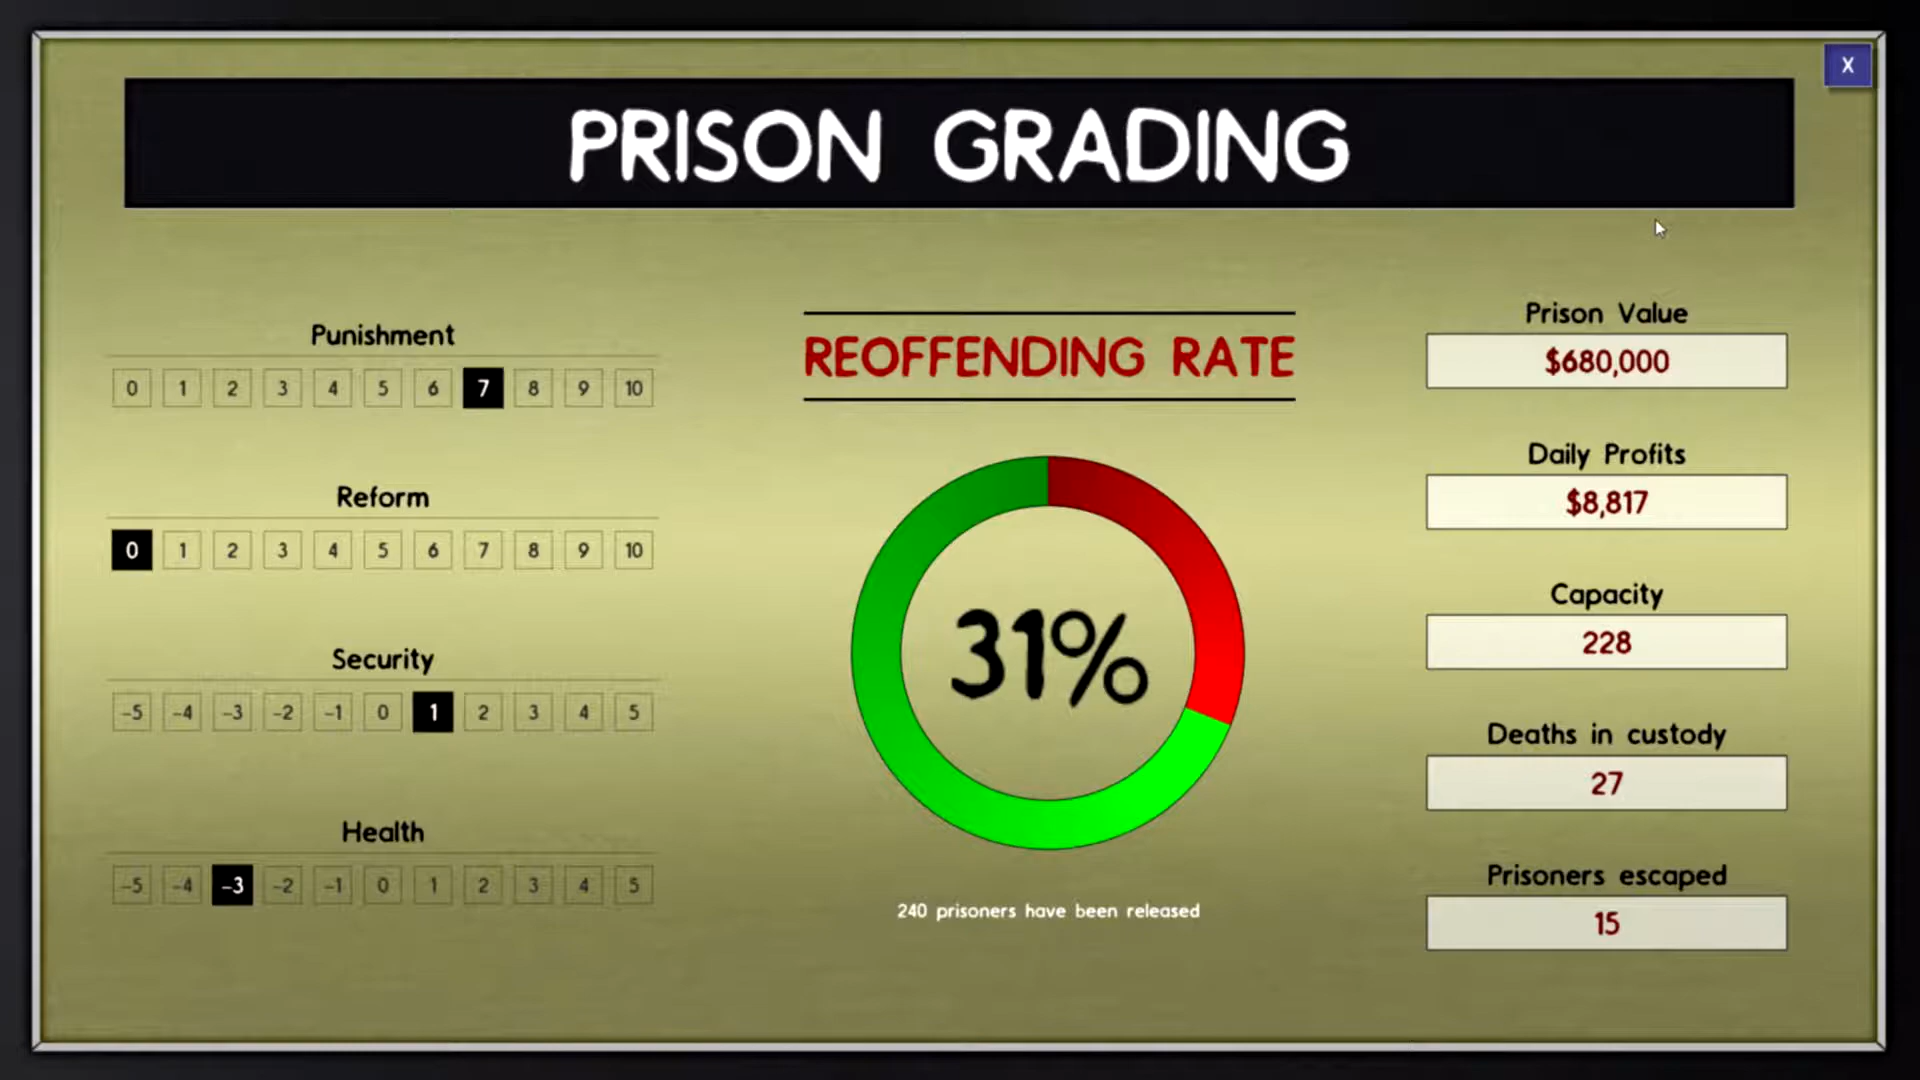 X
PRISON GRADING
Punishment
0 1 2 3 4 5 6 7 8 9 10
Reform
0 1 2 3 4 5 6 7 8 9 10
Security
-5 -4 -3 -2 -1 0 1 2 3 4 5
Health
-5 -4 -3 -2 -1 0 1 2 3 4 5
REOFFENDING RATE
31%
240 prisoners have been released
Prison Value
$680,000
Daily Profits
$8,817
Capacity
228
Deaths in custody
27
Prisoners escaped
15